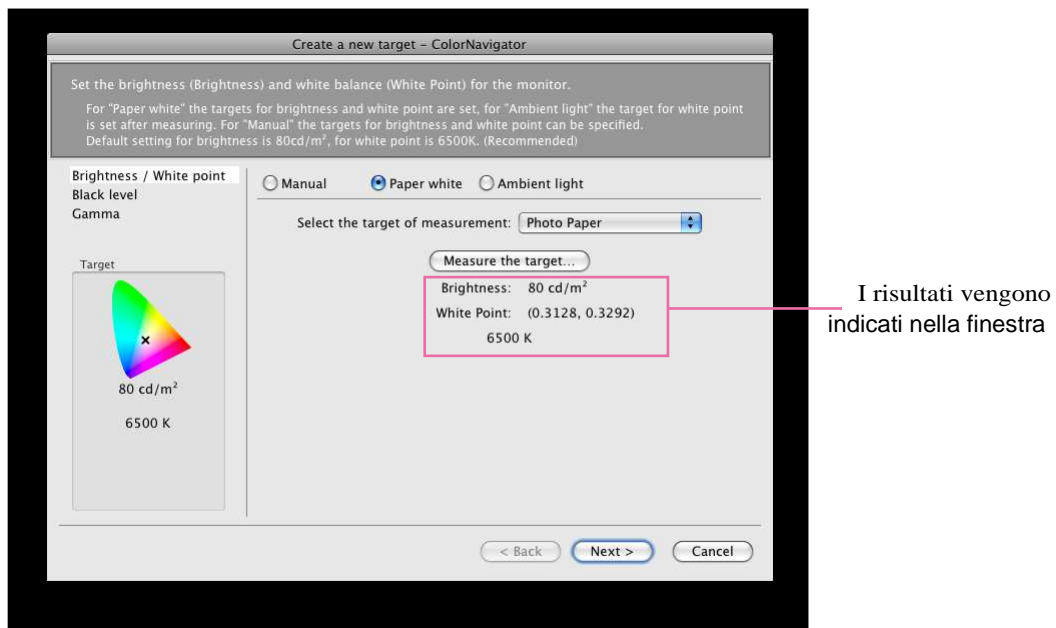 Create a new target – ColorNavigator
Set the brightness (Brightness) and white balance (White Point) for the monitor.
For "Paper white" the targets for brightness and white point are set, for "Ambient light" the target for white point
is set after measuring. For "Manual" the targets for brightness and white point can be specified.
Default setting for brightness is 80cd/m², for white point is 6500K. (Recommended)
Brightness / White point
Black level
Gamma
Target
80 cd/m²
6500 K
Manual Paper white Ambient light
Select the target of measurement: Photo Paper
Measure the target...
Brightness: 80 cd/m²
White Point: (0.3128, 0.3292)
6500 K
I risultati vengono
indicati nella finestra
< Back Next > Cancel